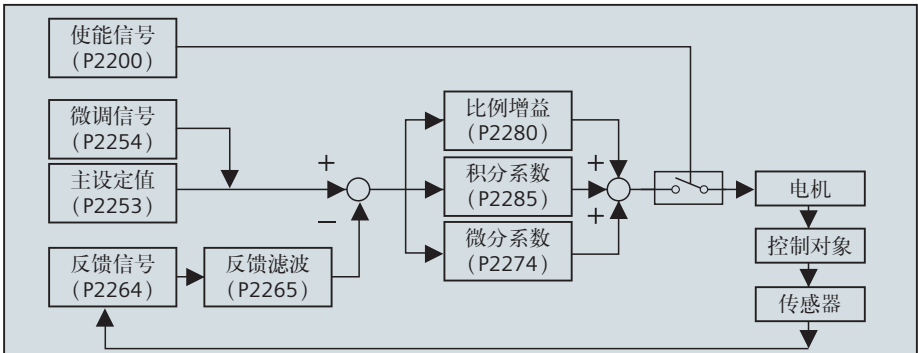 使能信号
(P2200)
微调信号
(P2254)
主设定值
(P2253)
反馈信号
(P2264)
反馈滤波
(P2265)
+
−
比例增益
(P2280)
积分系数
(P2285)
微分系数
(P2274)
+
+
电机
控制对象
传感器